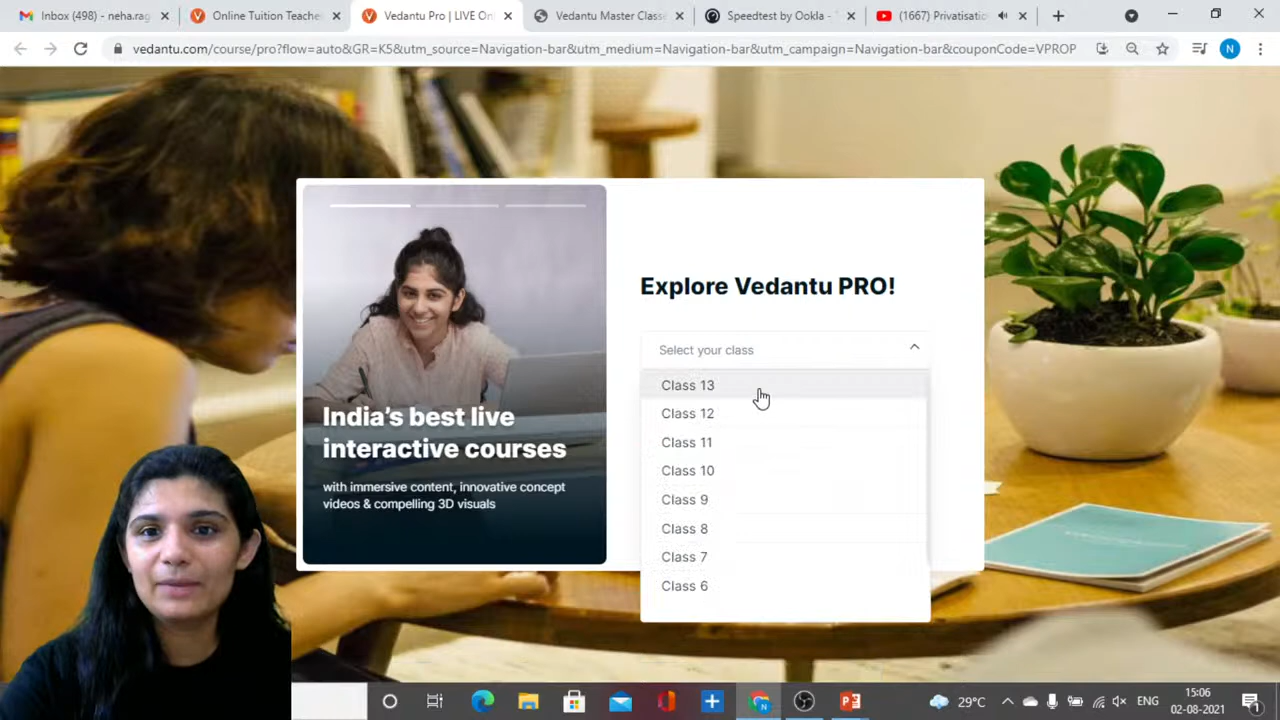 Inbox (498) - neha.rag
Online Tuition Teache
Vedantu Pro | LIVE On
Vedantu Master Classe
Speedtest by Ookla -
(1667) Privatisatio
vedantu.com/course/pro?flow=auto&GR=K5&utm_source=Navigation-bar&utm_medium=Navigation-bar&utm_campaign=Navigation-bar&couponCode=VPROP
N
India's best live
interactive courses
with immersive content, innovative concept
videos & compelling 3D visuals
Explore Vedantu PRO!
Select your class
Class 13
Class 12
Class 11
Class 10
Class 9
Class 8
Class 7
Class 6
29°C
ENG
15:06
02-08-2021